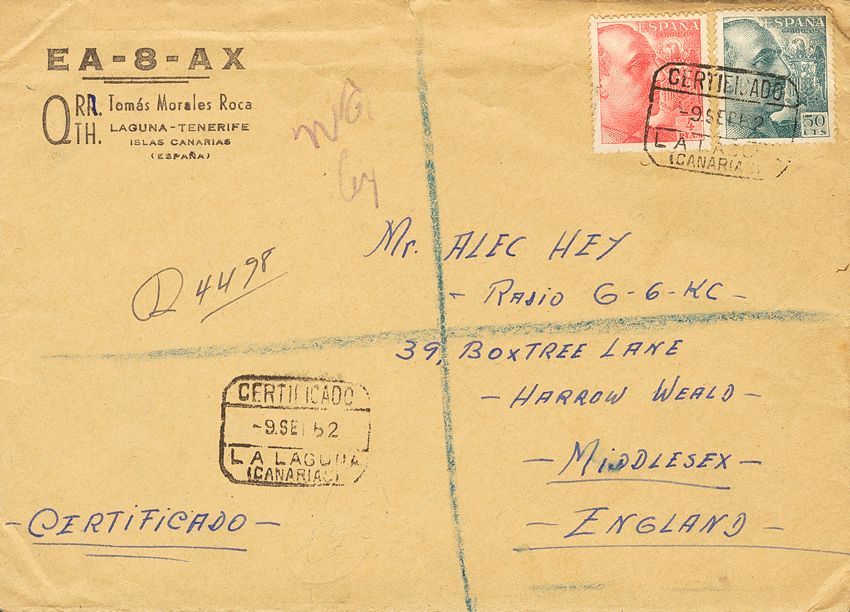 EA-8-AX
QRR. Tomás Morales Roca
QTH. LAGUNA-TENERIFE
ISLAS CANARIAS
(ESPAÑA)
ESPAÑA
ESPAÑA
CORREOS
4
50
CTS
CERTIFICADO
-9.SEP.52
LA LAGUNA
(CANARIAS)
Mr. ALEC HEY
- RADIO G-6-KC -
39, BOXTREE LANE
- HARROW WEALD -
- MIDDLESEX -
- ENGLAND -
R 4498
CERTIFICADO
-9.SEP.52
LA LAGUNA
(CANARIAS)
- CERTIFICADO -